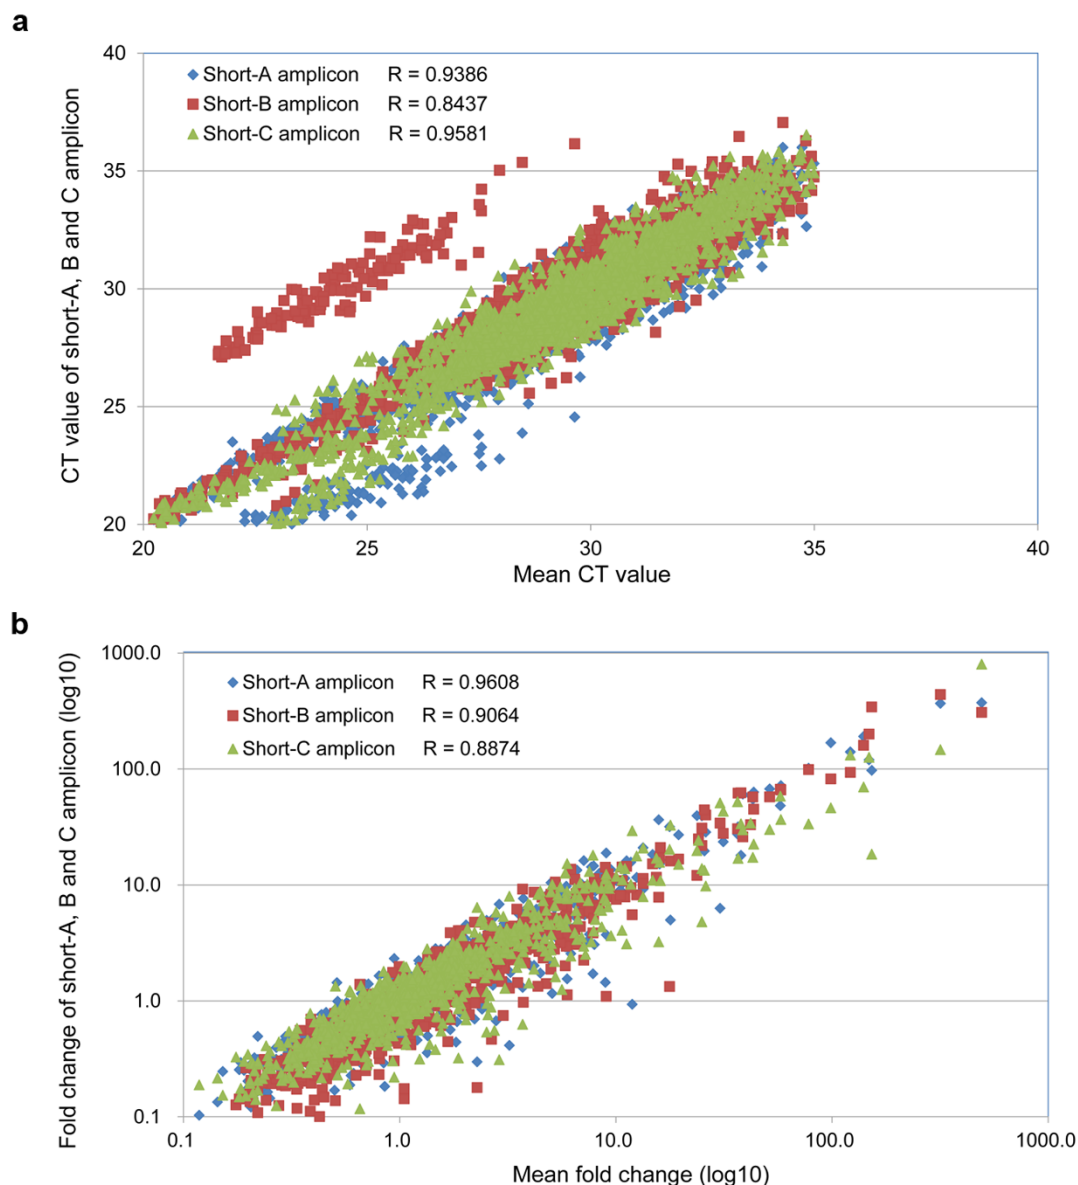 a
CT value of short-A, B and C amplicon
40
35
30
25
20
Short-A amplicon R = 0.9386
Short-B amplicon R = 0.8437
Short-C amplicon R = 0.9581
20 25 30 35 40
Mean CT value
b
Fold change of short-A, B and C amplicon (log10)
1000.0
100.0
10.0
1.0
0.1
Short-A amplicon R = 0.9608
Short-B amplicon R = 0.9064
Short-C amplicon R = 0.8874
0.1 1.0 10.0 100.0 1000.0
Mean fold change (log10)